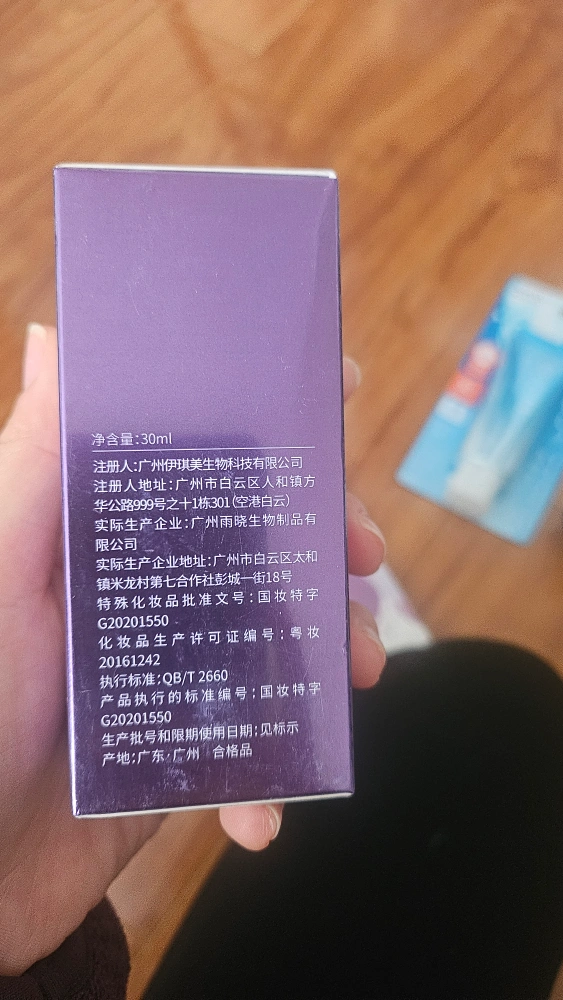 净含量:30ml
注册人:广州伊琪美生物科技有限公司
注册人地址:广州市白云区人和镇方
华公路999号之十1栋301(空港白云)
实际生产企业:广州雨晓生物制品有
限公司
实际生产企业地址:广州市白云区太和
镇米龙村第七合作社彭城一街18号
特殊化妆品批准文号:国妆特字
G20201550
化妆品生产许可证编号:粤妆
20161242
执行标准:QB/T 2660
产品执行的标准编号:国妆特字
G20201550
生产批号和限期使用日期:见标示
产地:广东·广州 合格品